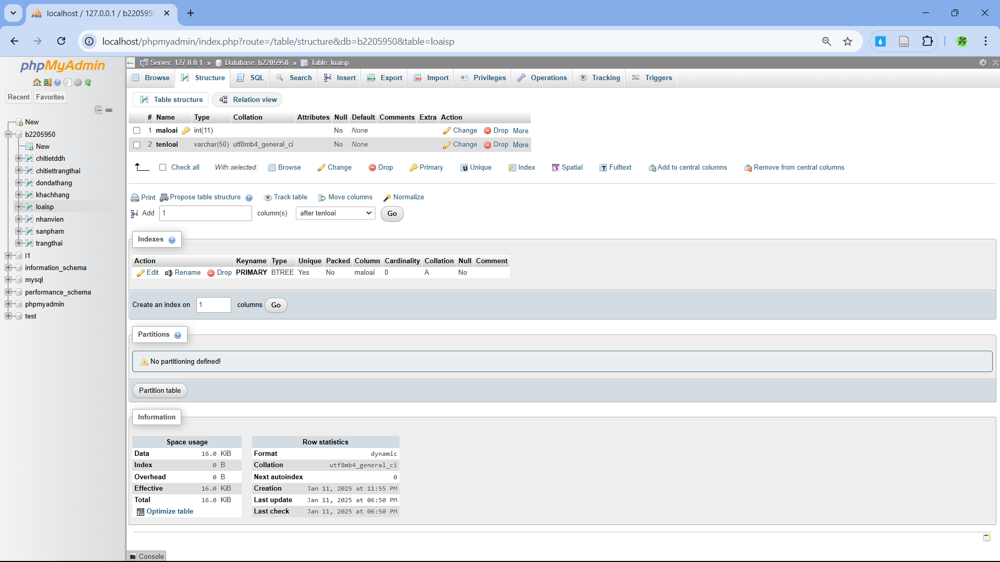 localhost / 127.0.0.1 / b2205950
localhost/phpmyadmin/index.php?route=/table/structure&db=b2205950&table=loaisp
phpMyAdmin
Recent Favorites
New
b2205950
New
chitietddh
chitiettrangthai
dondathang
khachhang
loaisp
nhanvien
sanpham
trangthai
i1
information_schema
mysql
performance_schema
phpmyadmin
test
Server: 127.0.0.1 » Database: b2205950 » Table: loaisp
Browse Structure SQL Search Insert Export Import Privileges Operations Tracking Triggers
Table structure Relation view
# Name Type Collation Attributes Null Default Comments Extra Action
1 maloai int(11) No None Change Drop More
2 tenloai varchar(50) utf8mb4_general_ci No None Change Drop More
Check all With selected: Browse Change Drop Primary Unique Index Spatial Fulltext Add to central columns Remove from central columns
Print Propose table structure Track table Move columns Normalize
Add 1 column(s) after tenloai Go
Indexes
Action Keyname Type Unique Packed Column Cardinality Collation Null Comment
Edit Rename Drop PRIMARY BTREE Yes No maloai 0 A No
Create an index on 1 columns Go
Partitions
No partitioning defined!
Partition table
Information
Space usage
Data 16.0 KiB
Index 0 B
Overhead 0 B
Effective 16.0 KiB
Total 16.0 KiB
Optimize table
Row statistics
Format dynamic
Collation utf8mb4_general_ci
Next autoindex 0
Creation Jan 11, 2025 at 11:55 PM
Last update Jan 11, 2025 at 06:50 PM
Last check Jan 11, 2025 at 06:50 PM
Console